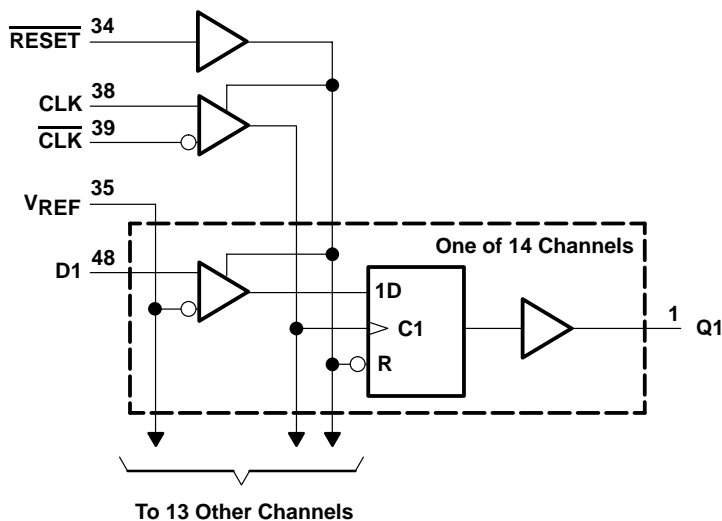 RESET 34
CLK 38
CLK 39
VREF 35
One of 14 Channels
D1 48
1D
C1
R
1 Q1
To 13 Other Channels